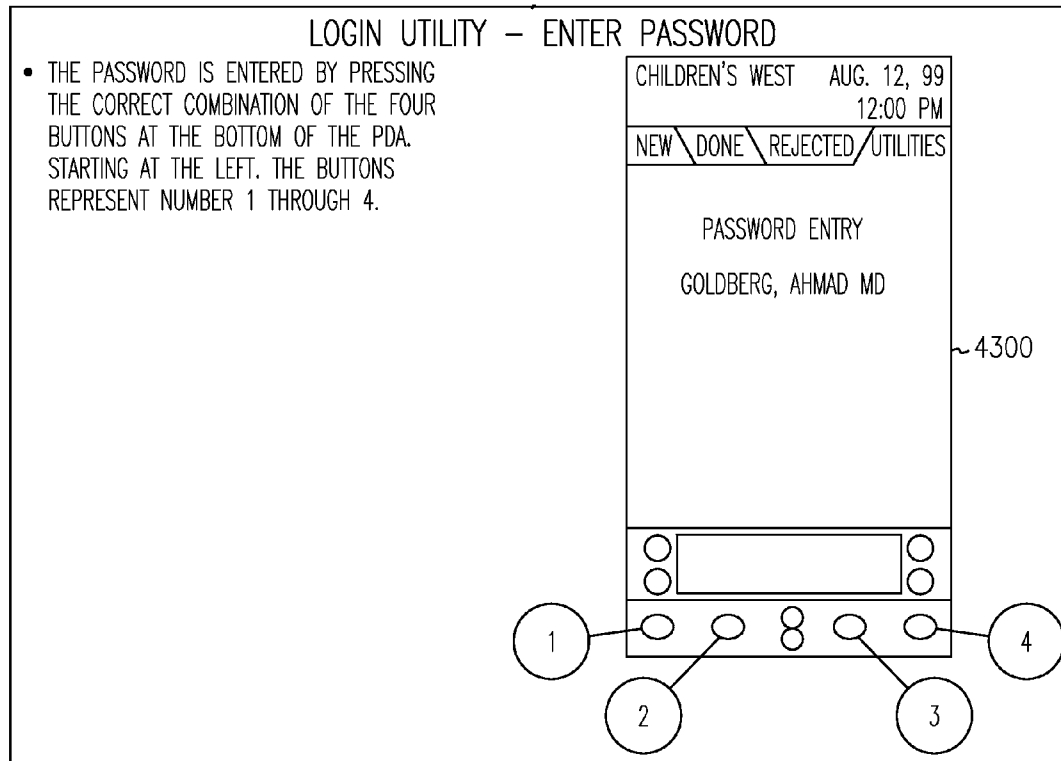 LOGIN UTILITY – ENTER PASSWORD
• THE PASSWORD IS ENTERED BY PRESSING
THE CORRECT COMBINATION OF THE FOUR
BUTTONS AT THE BOTTOM OF THE PDA.
STARTING AT THE LEFT. THE BUTTONS
REPRESENT NUMBER 1 THROUGH 4.
CHILDREN'S WEST AUG. 12, 99
12:00 PM
NEW DONE REJECTED UTILITIES
PASSWORD ENTRY
GOLDBERG, AHMAD MD
4300
1 4
2 3